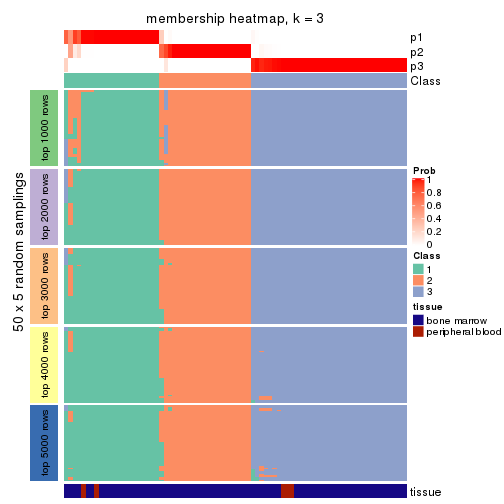 membership heatmap, k = 3
p1
p2
p3
Class
50 x 5 random samplings
top 1000 rows
top 2000 rows
top 3000 rows
top 4000 rows
top 5000 rows
Prob
1
0.8
0.6
0.4
0.2
0
Class
1
2
3
tissue
bone marrow
peripheral blood
tissue